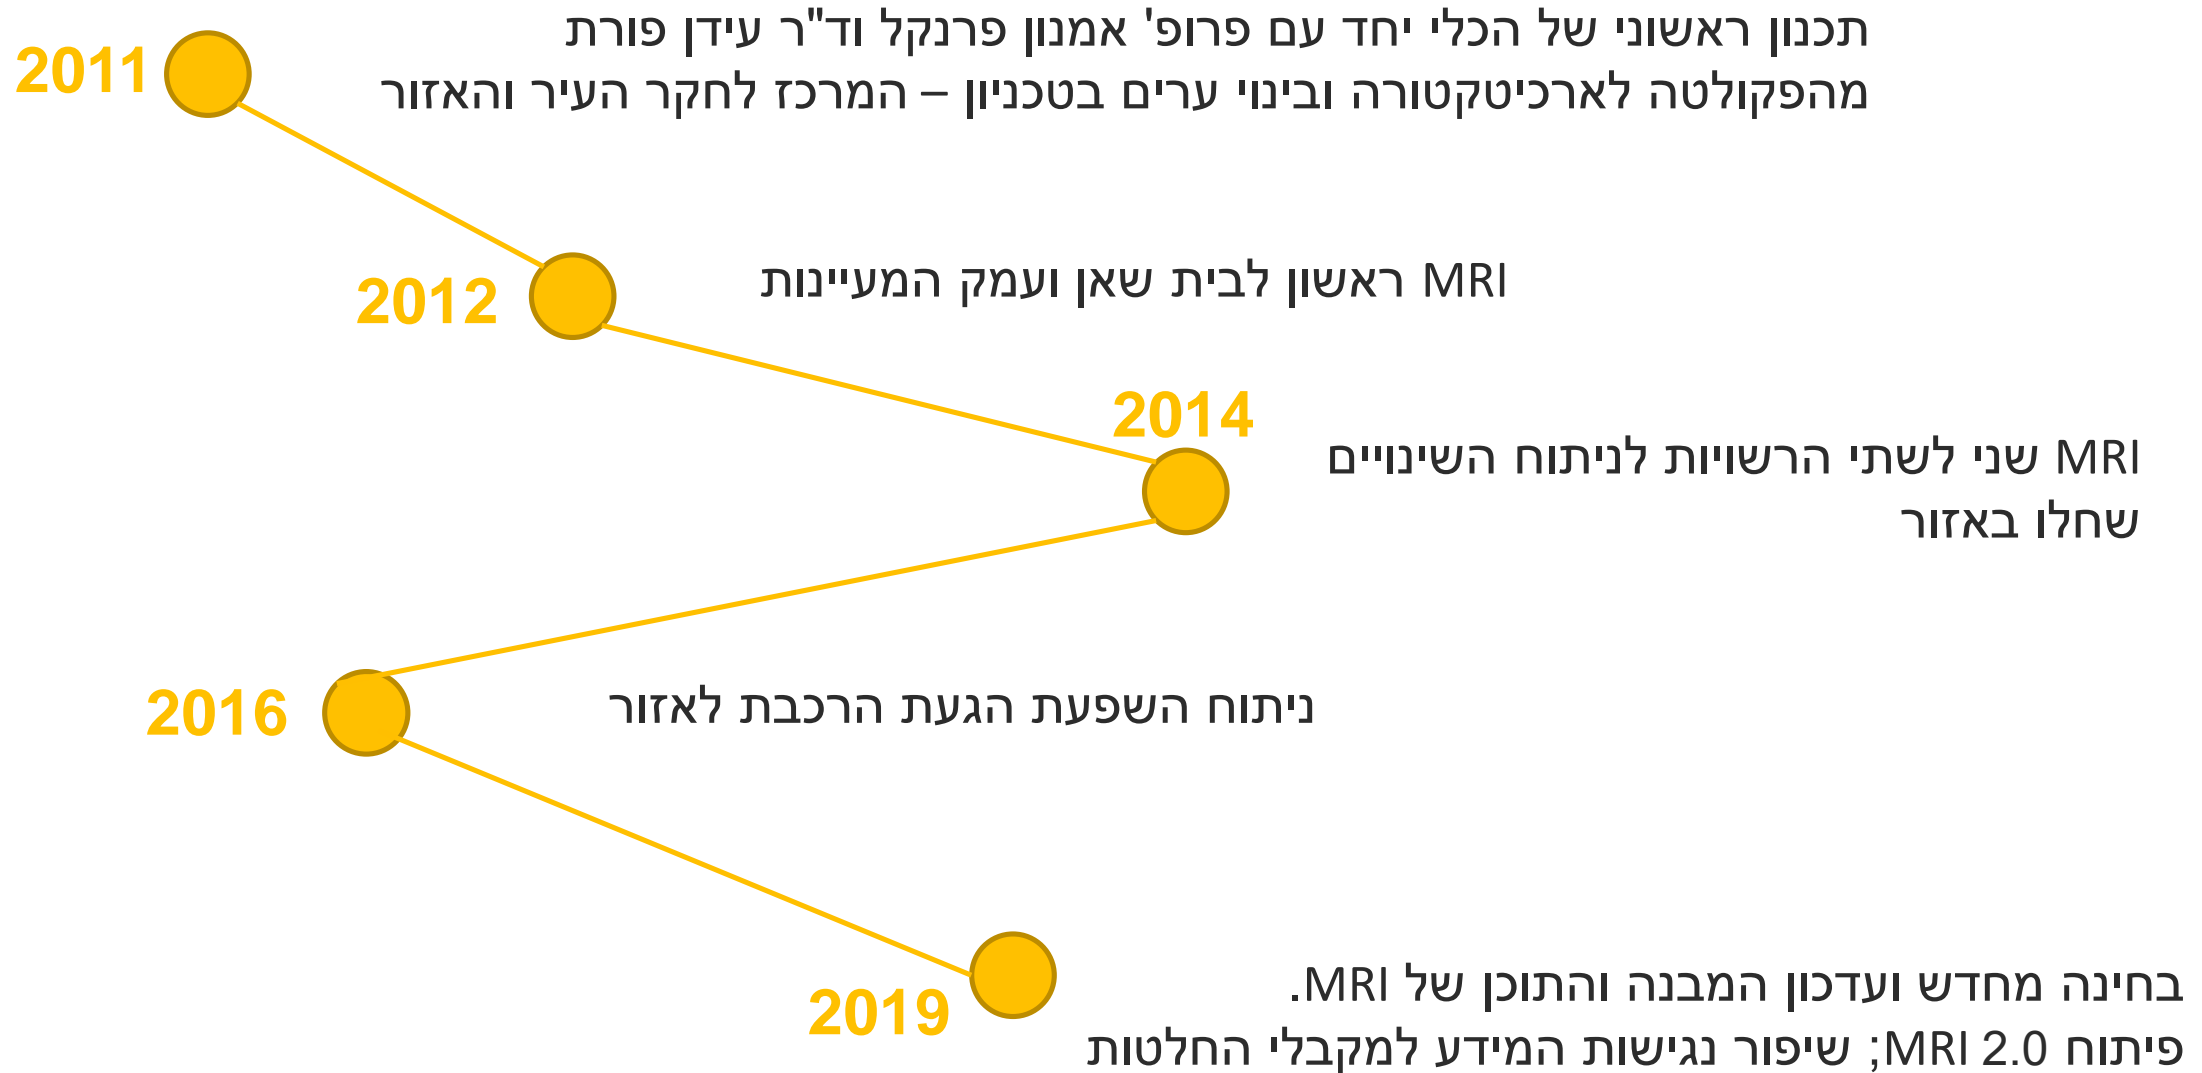 2011
תכנון ראשוני של הכלי יחד עם פרופ' אמנון פרנקל וד"ר עידן פורת
מהפקולטה לארכיטקטורה ובינוי ערים בטכניון – המרכז לחקר העיר והאזור
2012
MRI ראשון לבית שאן ועמק המעיינות
2014
MRI שני לשתי הרשויות לניתוח השינויים
שחלו באזור
2016
ניתוח השפעת הגעת הרכבת לאזור
2019
בחינה מחדש ועדכון המבנה והתוכן של MRI.
פיתוח MRI 2.0; שיפור נגישות המידע למקבלי החלטות